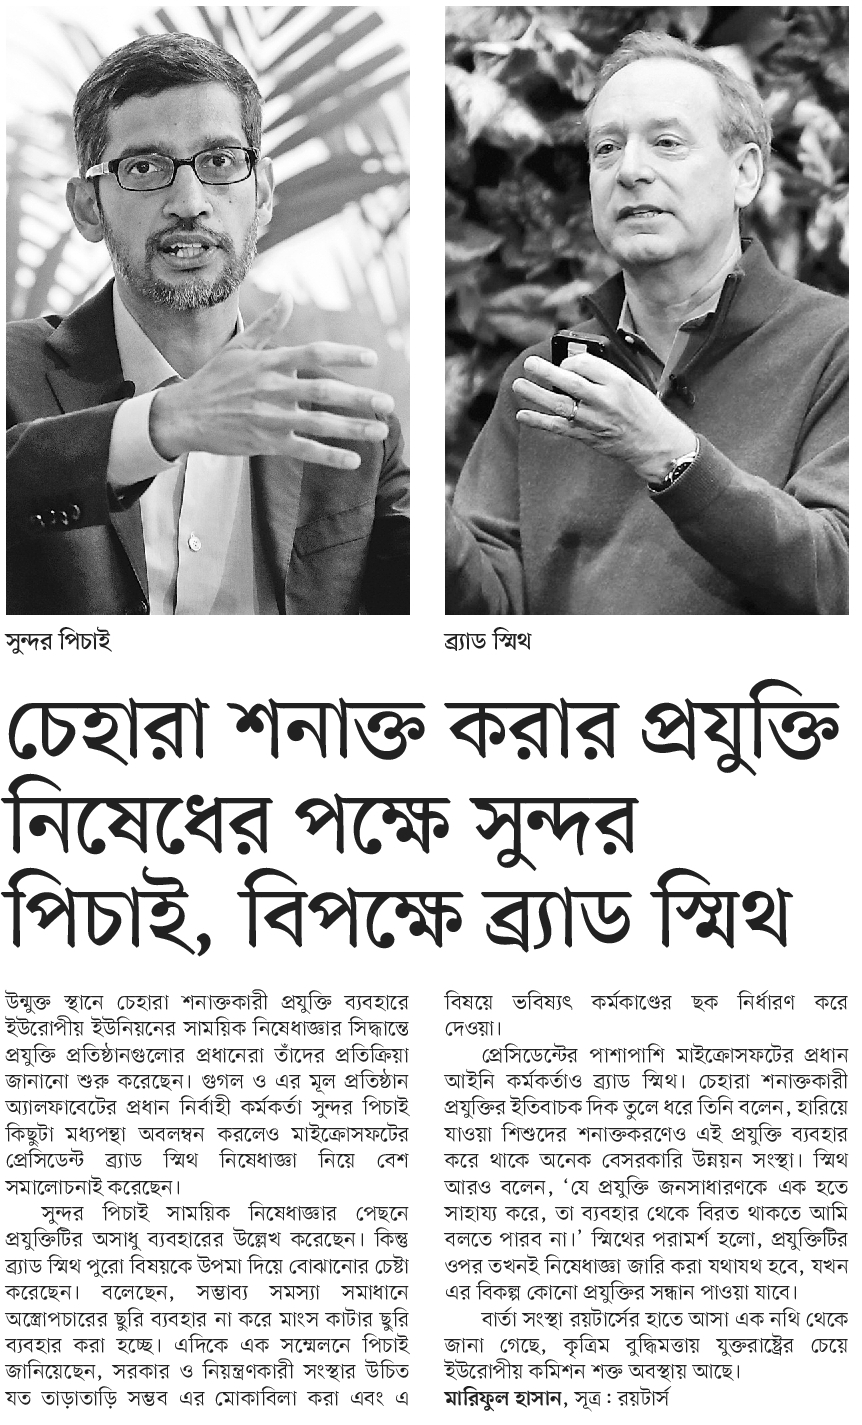 সুন্দর পিচাই
ব্র্যাড স্মিথ
চেহারা শনাক্ত করার প্রযুক্তি
নিষেধের পক্ষে সুন্দর
পিচাই, বিপক্ষে ব্র্যাড স্মিথ
উন্মুক্ত স্থানে চেহারা শনাক্তকারী প্রযুক্তি ব্যবহারে
ইউরোপীয় ইউনিয়নের সাময়িক নিষেধাজ্ঞার সিদ্ধান্তে
প্রযুক্তি প্রতিষ্ঠানগুলোর প্রধানেরা তাঁদের প্রতিক্রিয়া
জানানো শুরু করেছেন। গুগল ও এর মূল প্রতিষ্ঠান
অ্যালফাবেটের প্রধান নির্বাহী কর্মকর্তা সুন্দর পিচাই
কিছুটা মধ্যপন্থা অবলম্বন করলেও মাইক্রোসফটের
প্রেসিডেন্ট ব্র্যাড স্মিথ নিষেধাজ্ঞা নিয়ে বেশ
সমালোচনাই করেছেন।
সুন্দর পিচাই সাময়িক নিষেধাজ্ঞার পেছনে
প্রযুক্তিটির অসাধু ব্যবহারের উল্লেখ করেছেন। কিন্তু
ব্র্যাড স্মিথ পুরো বিষয়কে উপমা দিয়ে বোঝানোর চেষ্টা
করেছেন। বলেছেন, সম্ভাব্য সমস্যা সমাধানে
অস্ত্রোপচারের ছুরি ব্যবহার না করে মাংস কাটার ছুরি
ব্যবহার করা হচ্ছে। এদিকে এক সম্মেলনে পিচাই
জানিয়েছেন, সরকার ও নিয়ন্ত্রণকারী সংস্থার উচিত
যত তাড়াতাড়ি সম্ভব এর মোকাবিলা করা এবং এ
বিষয়ে ভবিষ্যৎ কর্মকাণ্ডের ছক নির্ধারণ করে
দেওয়া।
প্রেসিডেন্টের পাশাপাশি মাইক্রোসফটের প্রধান
আইনি কর্মকর্তাও ব্র্যাড স্মিথ। চেহারা শনাক্তকারী
প্রযুক্তির ইতিবাচক দিক তুলে ধরে তিনি বলেন, হারিয়ে
যাওয়া শিশুদের শনাক্তকরণেও এই প্রযুক্তি ব্যবহার
করে থাকে অনেক বেসরকারি উন্নয়ন সংস্থা। স্মিথ
আরও বলেন, ‘যে প্রযুক্তি জনসাধারণকে এক হতে
সাহায্য করে, তা ব্যবহার থেকে বিরত থাকতে আমি
বলতে পারব না।’ স্মিথের পরামর্শ হলো, প্রযুক্তিটির
ওপর তখনই নিষেধাজ্ঞা জারি করা যথাযথ হবে, যখন
এর বিকল্প কোনো প্রযুক্তির সন্ধান পাওয়া যাবে।
বার্তা সংস্থা রয়টার্সের হাতে আসা এক নথি থেকে
জানা গেছে, কৃত্রিম বুদ্ধিমত্তায় যুক্তরাষ্ট্রের চেয়ে
ইউরোপীয় কমিশন শক্ত অবস্থায় আছে।
মারিফুল হাসান, সূত্র : রয়টার্স